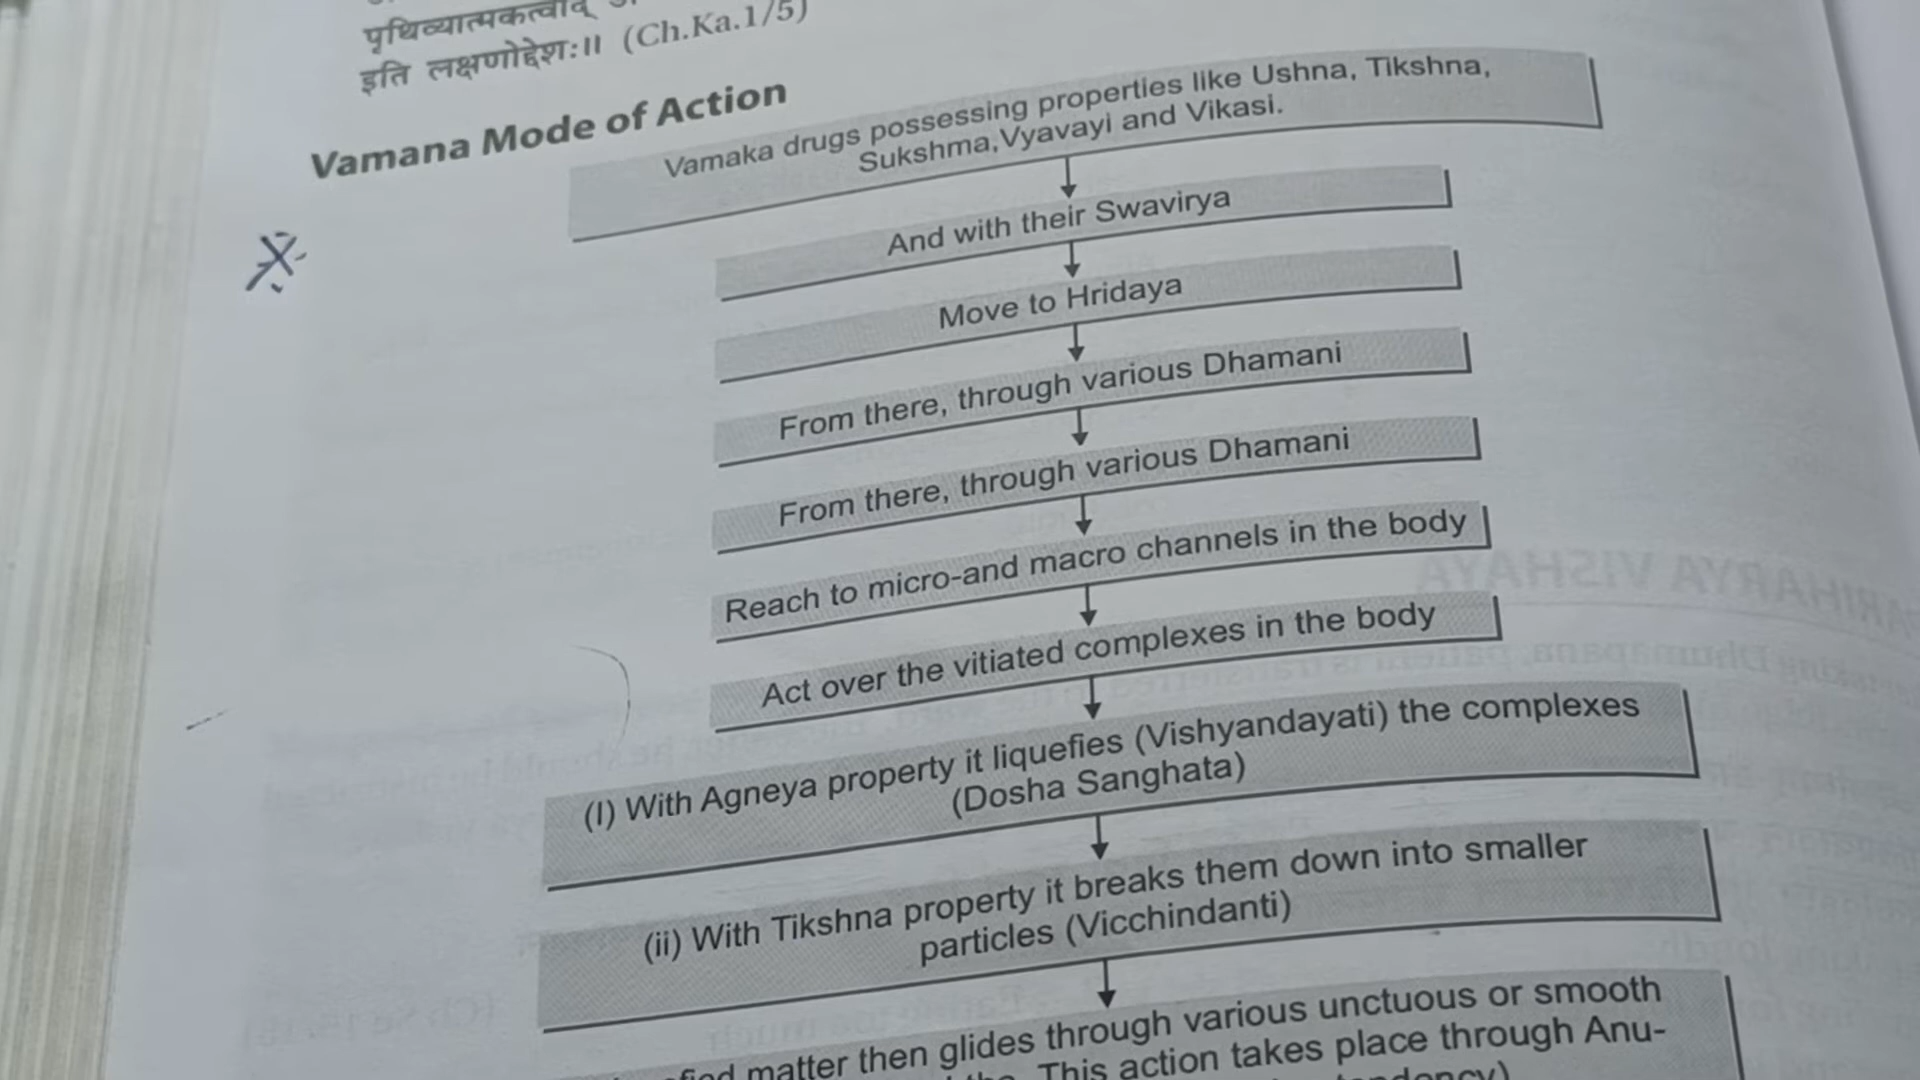 पृथिव्यात्मकत्वाद्
इति लक्षणोद्देशः॥ (Ch.Ka.1/5)
Vamana Mode of Action
Vamaka drugs possessing properties like Ushna, Tikshna,
Sukshma,Vyavayi and Vikasi.
And with their Swavirya
Move to Hridaya
From there, through various Dhamani
From there, through various Dhamani
Reach to micro-and macro channels in the body
Act over the vitiated complexes in the body
(I) With Agneya property it liquefies (Vishyandayati) the complexes
(Dosha Sanghata)
(ii) With Tikshna property it breaks them down into smaller
particles (Vicchindanti)
matter then glides through various unctuous or smooth
This action takes place through Anu-